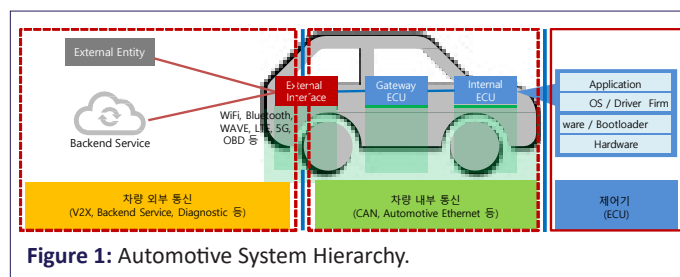 External Entity
Backend Service
External
Interface
WiFi, Bluetooth,
WAVE, LTE, 5G,
OBD 등
Gateway
ECU
Internal
ECU
Application
OS / Driver Firm
ware / Bootloader
Hardware
차량 외부 통신
(V2X, Backend Service, Diagnostic 등)
차량 내부 통신
(CAN, Automotive Ethernet 등)
제어기
(ECU)
Figure 1: Automotive System Hierarchy.